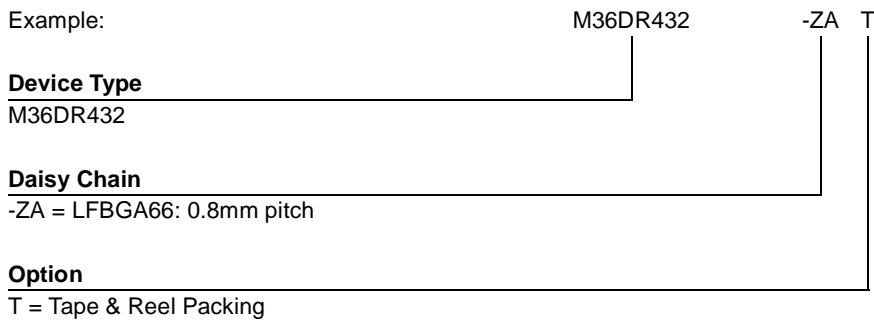 Example: M36DR432 -ZA T
Device Type
M36DR432
Daisy Chain
-ZA = LFBGA66: 0.8mm pitch
Option
T = Tape & Reel Packing